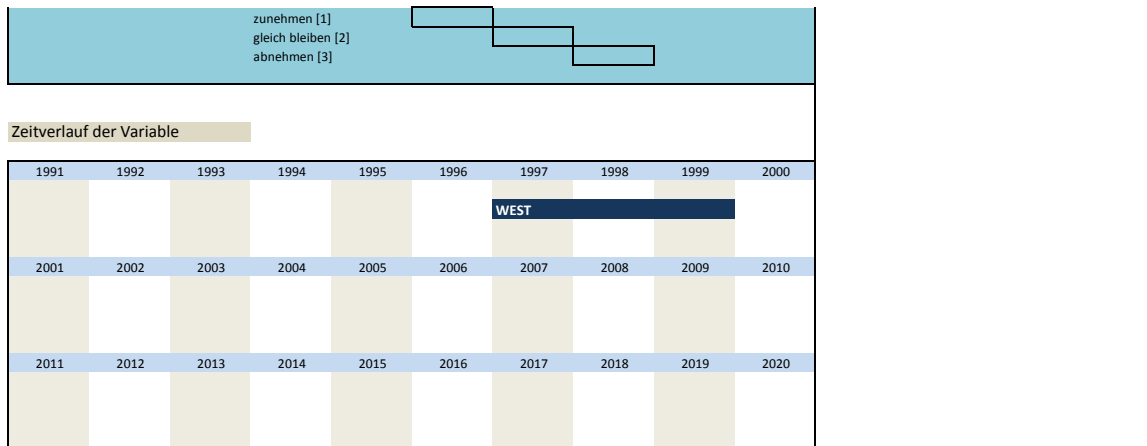 zunehmen [1]
gleich bleiben [2]
abnehmen [3]
Zeitverlauf der Variable
1991 1992 1993 1994 1995 1996 1997 1998 1999 2000
WEST
2001 2002 2003 2004 2005 2006 2007 2008 2009 2010
2011 2012 2013 2014 2015 2016 2017 2018 2019 2020